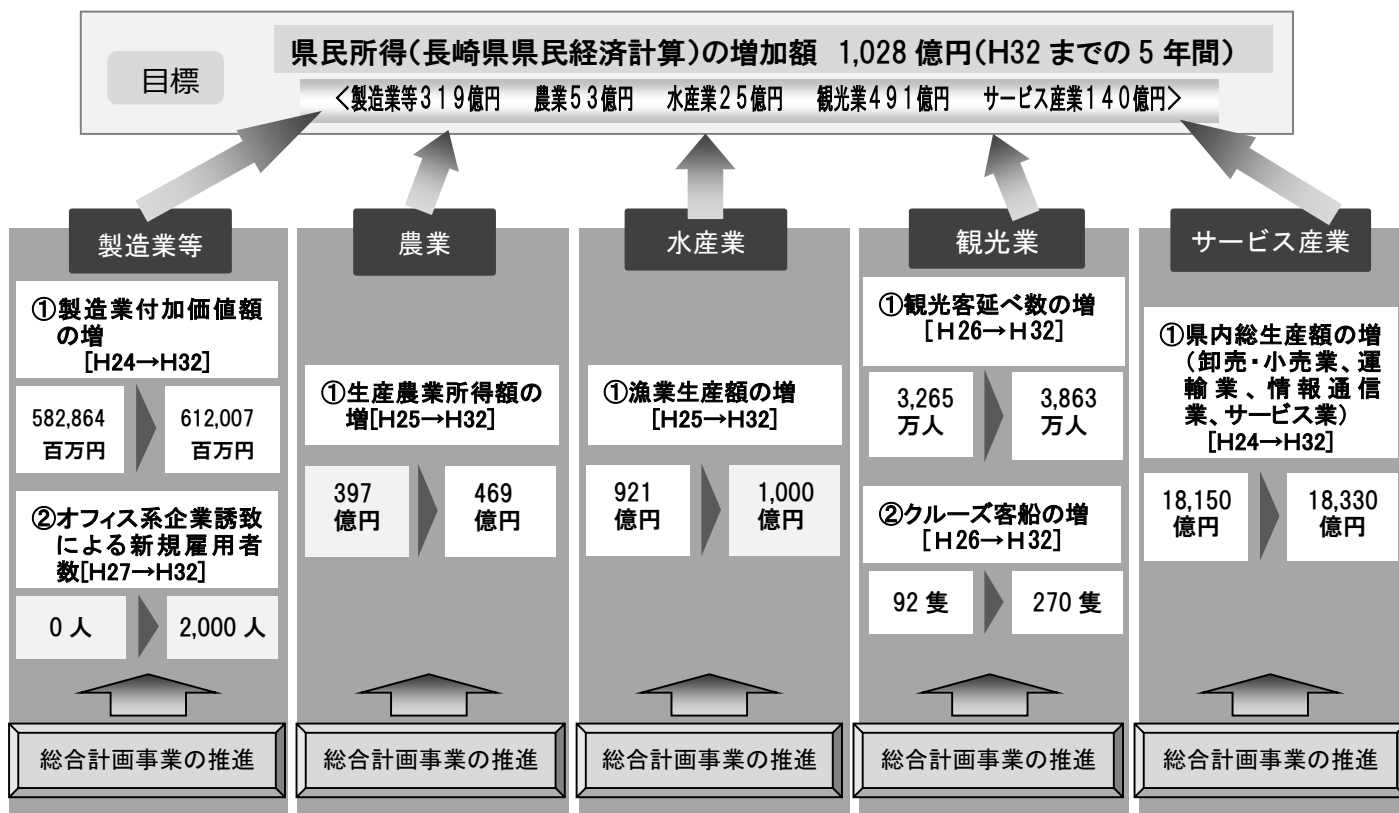 目標
県民所得(長崎県県民経済計算)の増加額 1,028 億円(H32 までの 5 年間)
<製造業等319億円 農業53億円 水産業25億円 観光業491億円 サービス産業140億円>
製造業等
①製造業付加価値額
の増
[H24→H32]
582,864
百万円
612,007
百万円
②オフィス系企業誘致
による新規雇用者
数[H27→H32]
0 人
2,000 人
総合計画事業の推進
農業
①生産農業所得額の
増[H25→H32]
397
億円
469
億円
総合計画事業の推進
水産業
①漁業生産額の増
[H25→H32]
921
億円
1,000
億円
総合計画事業の推進
観光業
①観光客延べ数の増
[H26→H32]
3,265
万人
3,863
万人
②クルーズ客船の増
[H26→H32]
92 隻
270 隻
総合計画事業の推進
サービス産業
①県内総生産額の増
(卸売・小売業、運
輸業、情報通信
業、サービス業)
[H24→H32]
18,150
億円
18,330
億円
総合計画事業の推進